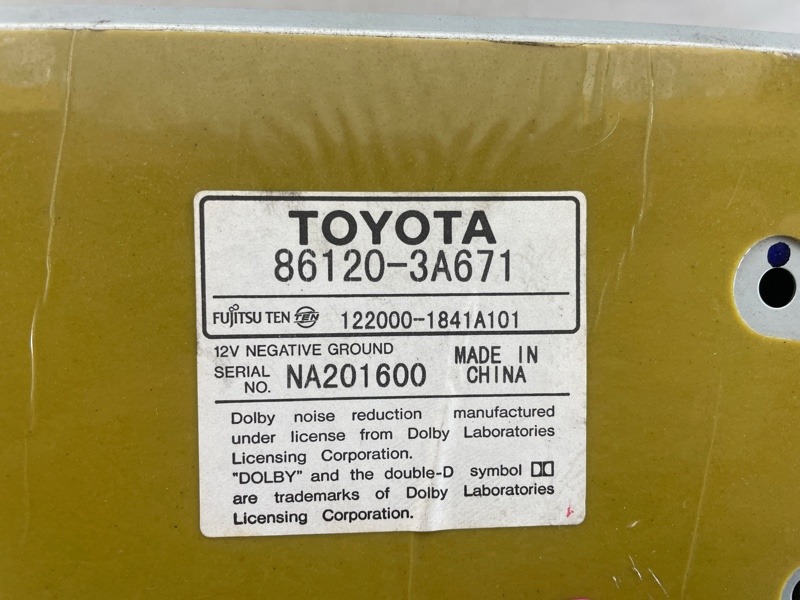 TOYOTA
86120-3A671
FUJITSU TEN TEN 122000-1841A101
12V NEGATIVE GROUND
SERIAL NO. NA201600
MADE IN CHINA
Dolby noise reduction manufactured
under license from Dolby Laboratories
Licensing Corporation.
"DOLBY" and the double-D symbol
are trademarks of Dolby Laboratories
Licensing Corporation.